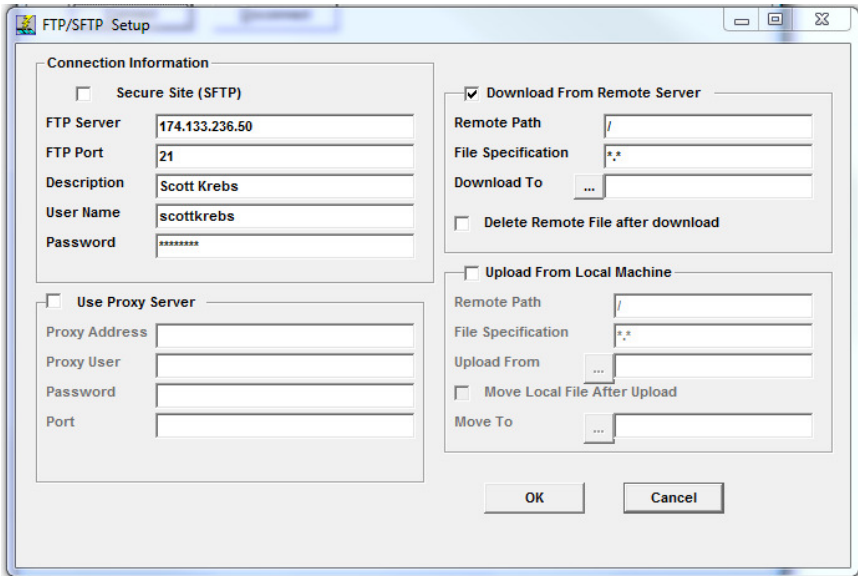 FTP/SFTP Setup
Connection Information
Secure Site (SFTP)
FTP Server 174.133.236.50
FTP Port 21
Description Scott Krebs
User Name scottkrebs
Password ********
Use Proxy Server
Proxy Address
Proxy User
Password
Port
Download From Remote Server
Remote Path /
File Specification *.*
Download To ...
Delete Remote File after download
Upload From Local Machine
Remote Path /
File Specification *.*
Upload From ...
Move Local File After Upload
Move To ...
OK Cancel